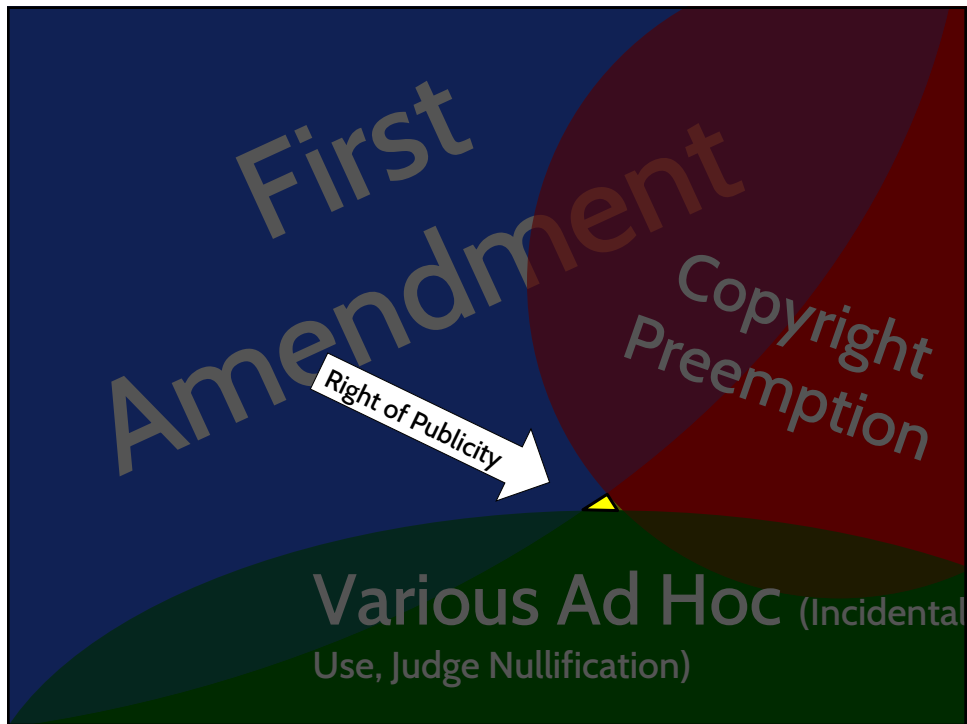 First
Amendment
Copyright
Preemption
Right of Publicity
Various Ad Hoc (Incidental
Use, Judge Nullification)